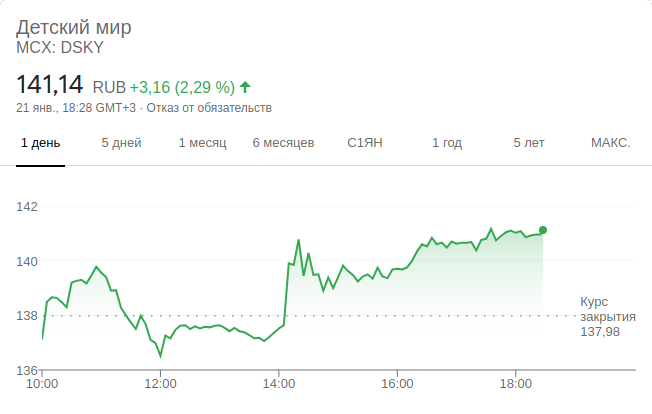 Детский мир
MCX: DSKY
141,14 RUB +3,16 (2,29 %)
21 янв., 18:28 GMT+3 · Отказ от обязательств
1 день 5 дней 1 месяц 6 месяцев С1ЯН 1 год 5 лет МАКС.
142
140
138
136
Курс
закрытия
137,98
10:00 12:00 14:00 16:00 18:00